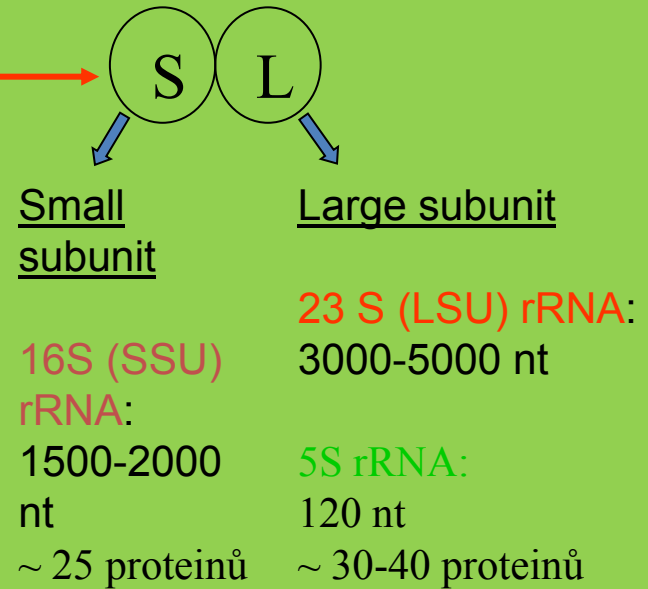 S L
Small
subunit
16S (SSU)
rRNA:
1500-2000
nt
~ 25 proteinů
Large subunit
23 S (LSU) rRNA:
3000-5000 nt
5S rRNA:
120 nt
~ 30-40 proteinů